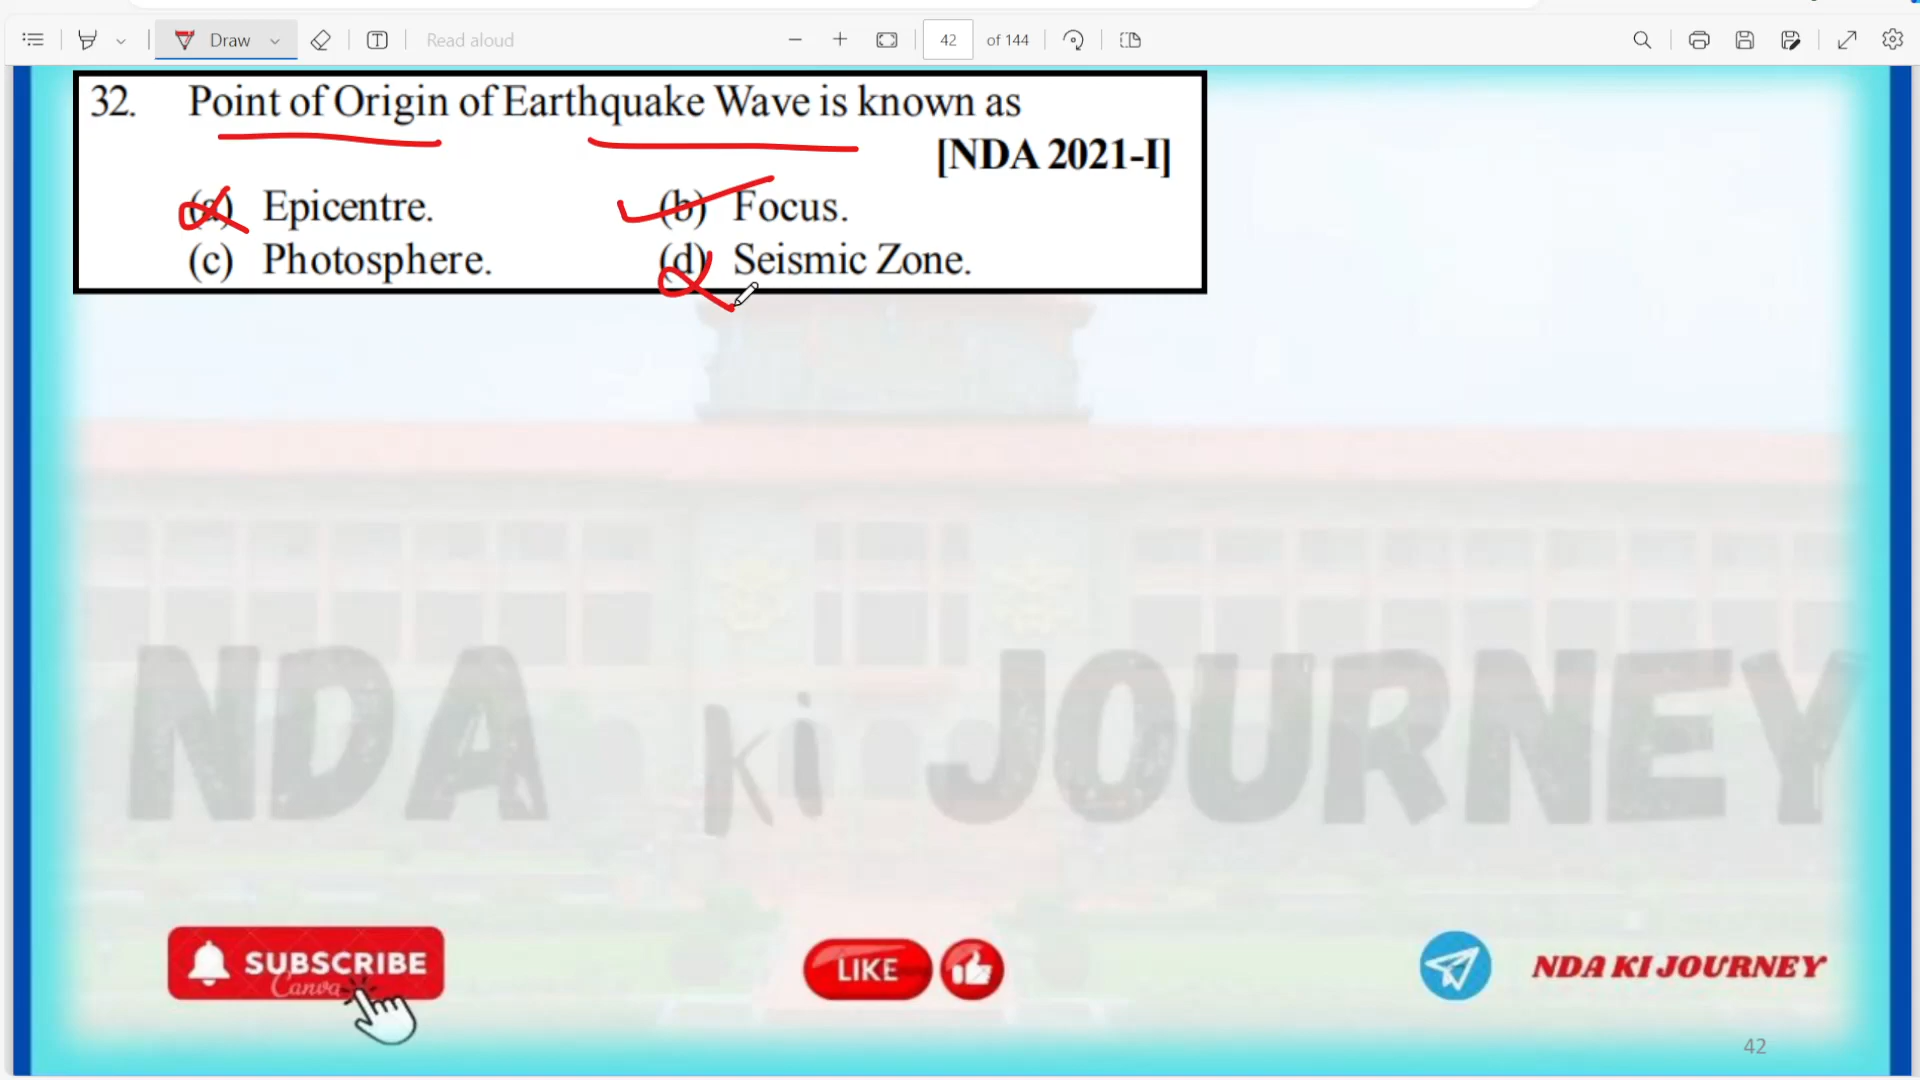 Draw
Read aloud
42
of 144
32. Point of Origin of Earthquake Wave is known as
[NDA 2021-I]
(a) Epicentre. (b) Focus.
(c) Photosphere. (d) Seismic Zone.
NDA ki JOURNEY
SUBSCRIBE
Canva
LIKE
NDA KI JOURNEY
42